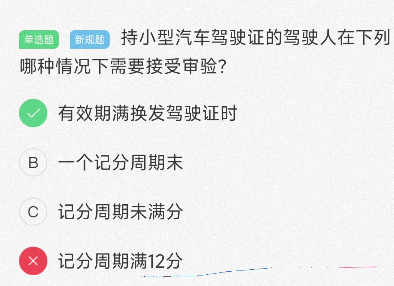 单选题 新规题 持小型汽车驾驶证的驾驶人在下列
哪种情况下需要接受审验？
有效期满换发驾驶证时
B 一个记分周期末
C 记分周期未满分
记分周期满12分